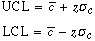 UCL = c̅ + zσ_c
LCL = c̅ − zσ_c